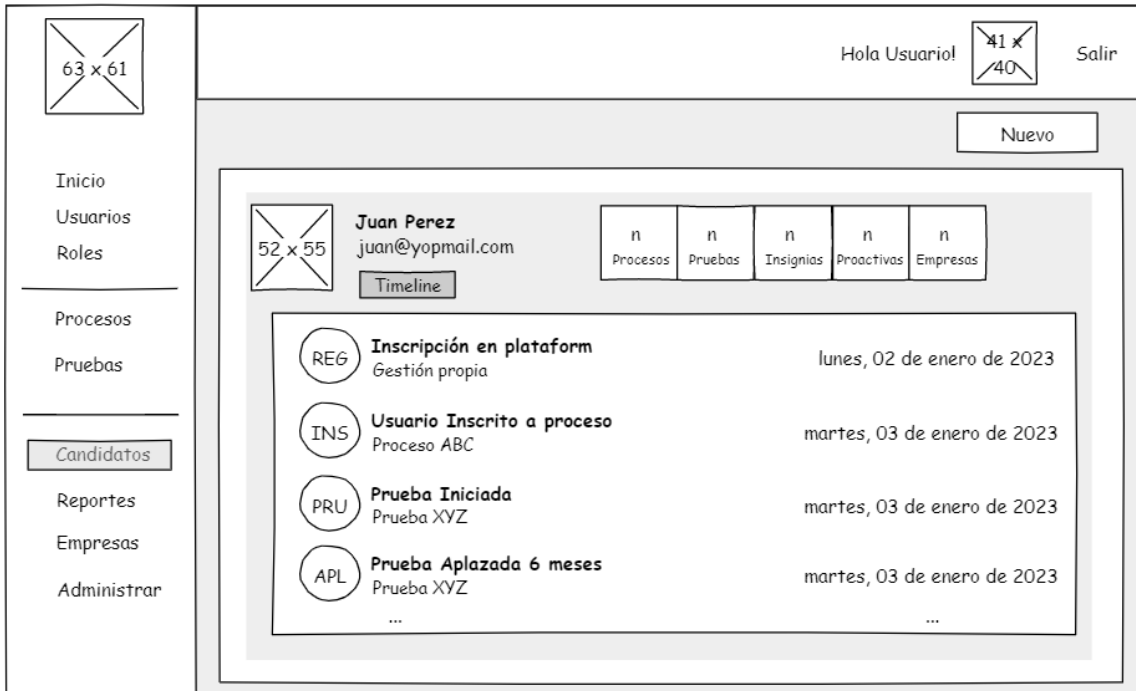 63 x 61
Hola Usuario!
41 x
40
Salir
Nuevo
Inicio
Usuarios
Roles
Procesos
Pruebas
Candidatos
Reportes
Empresas
Administrar
52 x 55
Juan Perez
juan@yopmail.com
Timeline
n
Procesos
n
Pruebas
n
Insignias
n
Proactivas
n
Empresas
REG
Inscripción en plataform
Gestión propia
lunes, 02 de enero de 2023
INS
Usuario Inscrito a proceso
Proceso ABC
martes, 03 de enero de 2023
PRU
Prueba Iniciada
Prueba XYZ
martes, 03 de enero de 2023
APL
Prueba Aplazada 6 meses
Prueba XYZ
martes, 03 de enero de 2023
...
...